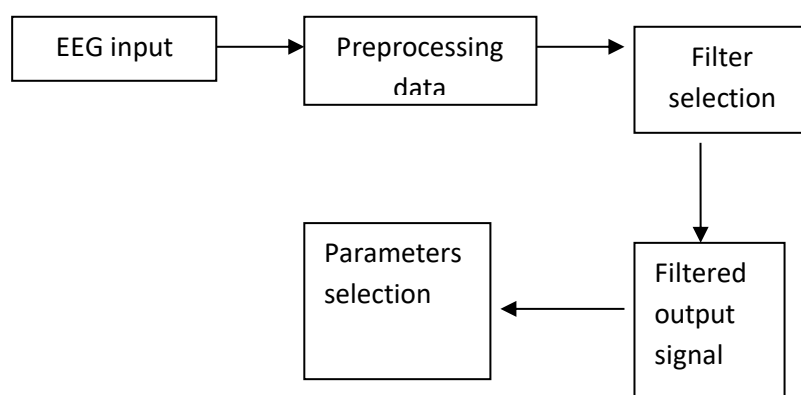 EEG input
Preprocessing
data
Filter
selection
Parameters
selection
Filtered
output
signal